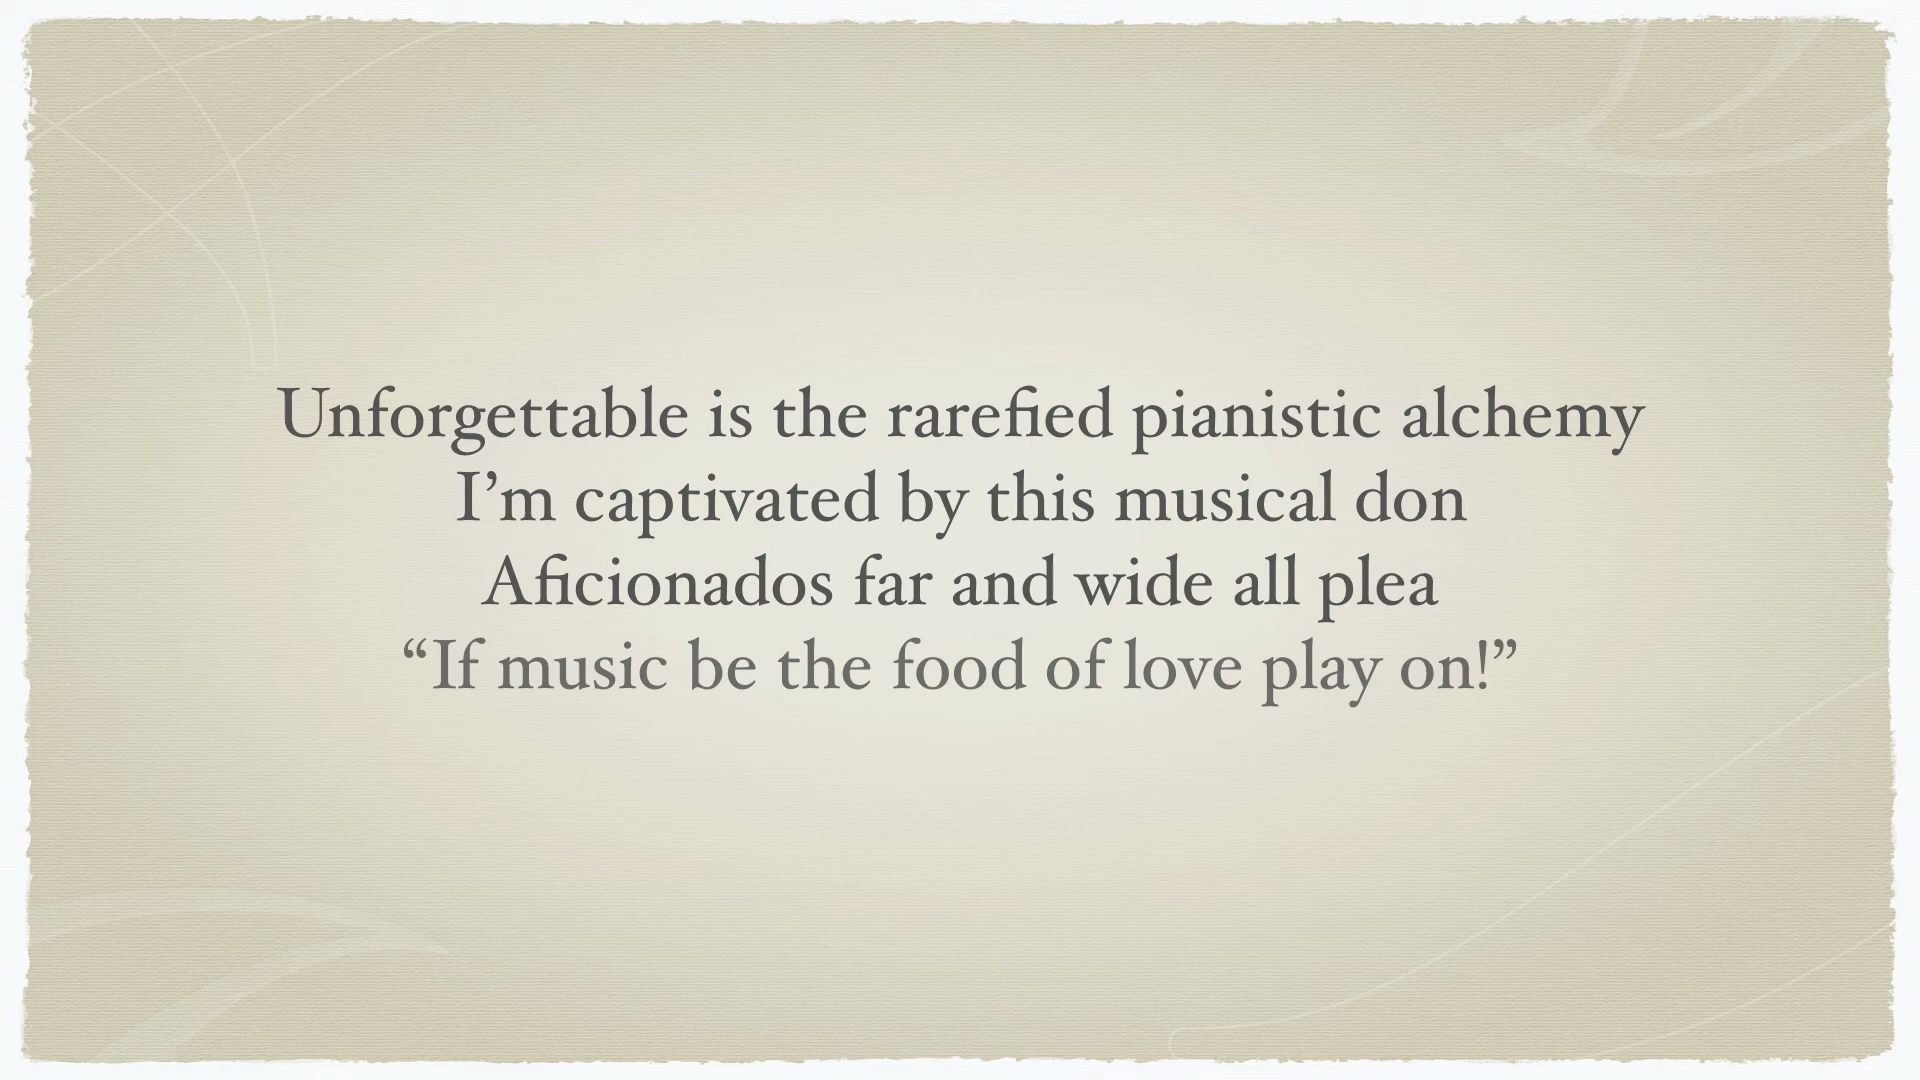 Unforgettable is the rarefied pianistic alchemy
I’m captivated by this musical don
Aficionados far and wide all plea
“If music be the food of love play on!”